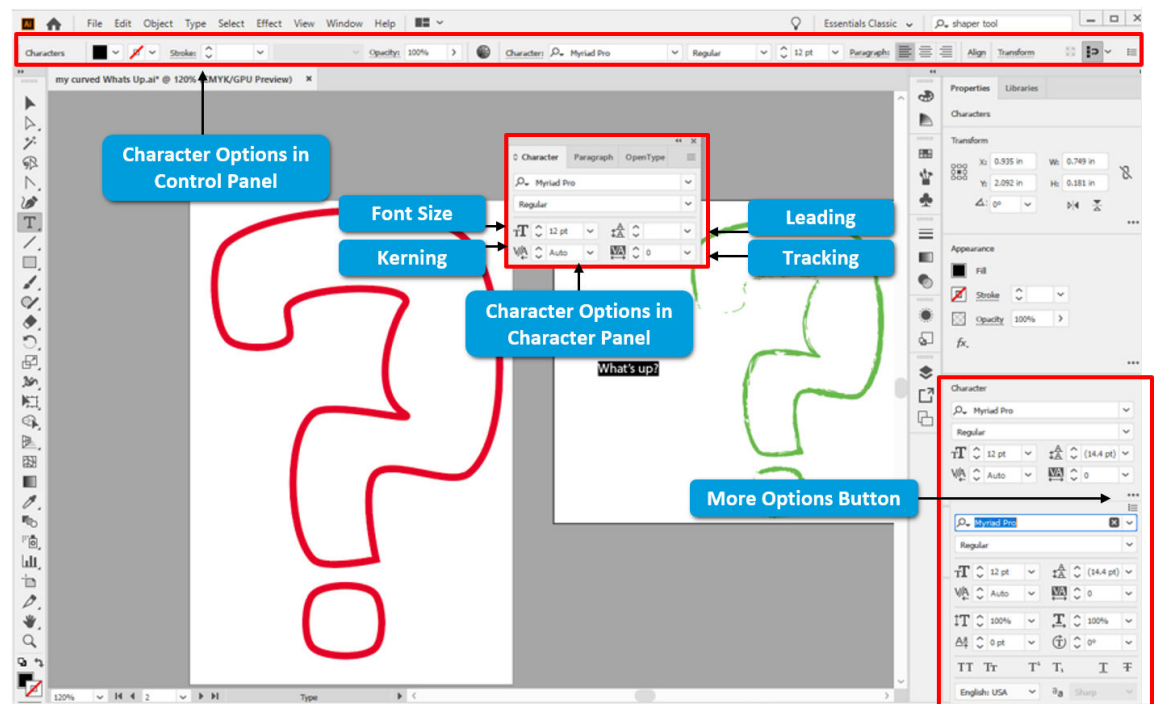 Ai File Edit Object Type Select Effect View Window Help Essentials Classic shaper tool
Characters Stroke: Opacity: 100% Character: Myriad Pro Regular 12 pt Paragraph: Align Transform
my curved Whats Up.ai* @ 120% (CMYK/GPU Preview) ×
Character Options in
Control Panel
Character Paragraph OpenType
Myriad Pro
Regular
12 pt
Auto 0
Font Size
Kerning
Leading
Tracking
Character Options in
Character Panel
What's up?
More Options Button
Properties Libraries
Characters
Transform
X: 0.935 in W: 0.749 in
Y: 2.092 in H: 0.181 in
0°
Appearance
Fill
Stroke
Opacity 100%
fx.
Character
Myriad Pro
Regular
12 pt (14.4 pt)
Auto 0
Myriad Pro
Regular
12 pt (14.4 pt)
Auto 0
100% 100%
0 pt 0°
TT Tr T¹ T₁ T T
English: USA aa Sharp
120% 2 Type